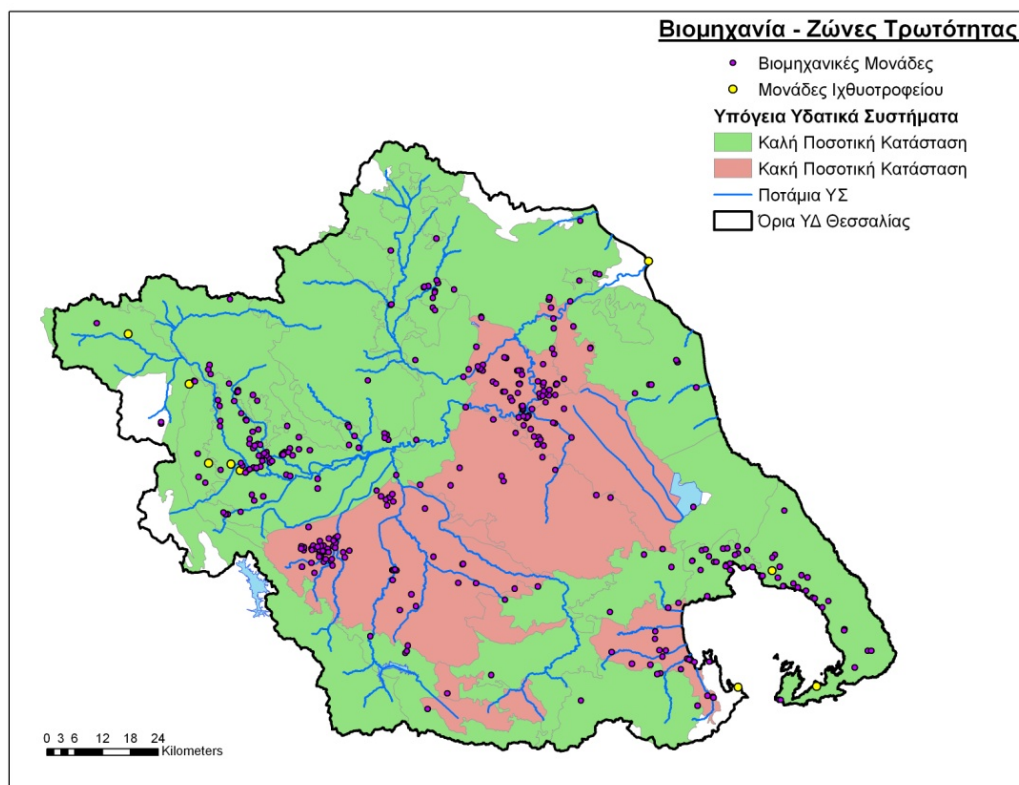 Βιομηχανία - Ζώνες Τρωτότητας
Βιομηχανικές Μονάδες
Μονάδες Ιχθυοτροφείου
Υπόγεια Υδατικά Συστήματα
Καλή Ποσοτική Κατάσταση
Κακή Ποσοτική Κατάσταση
Ποτάμια ΥΣ
Όρια ΥΔ Θεσσαλίας
0 3 6 12 18 24
Kilometers